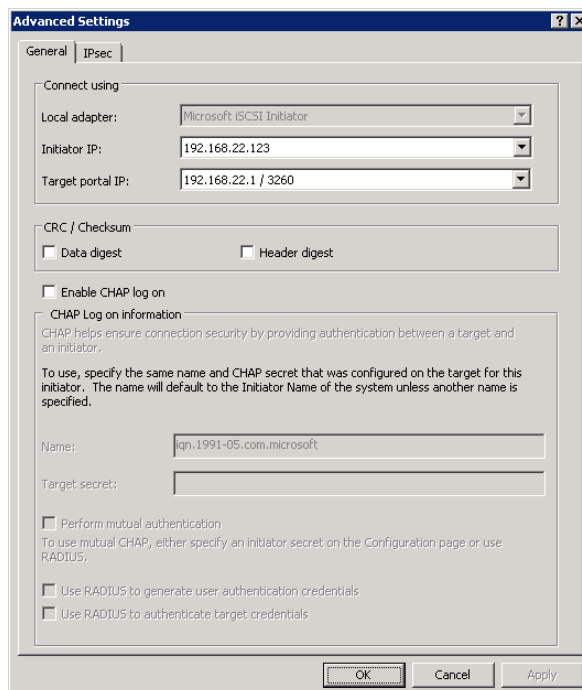 Advanced Settings
General
IPsec
Connect using
Local adapter:
Microsoft iSCSI Initiator
Initiator IP:
192.168.22.123
Target portal IP:
192.168.22.1 / 3260
CRC / Checksum
Data digest
Header digest
Enable CHAP log on
CHAP Log on information
CHAP helps ensure connection security by providing authentication between a target and
an initiator.
To use, specify the same name and CHAP secret that was configured on the target for this
initiator. The name will default to the Initiator Name of the system unless another name is
specified.
Name:
iqn.1991-05.com.microsoft
Target secret:
Perform mutual authentication
To use mutual CHAP, either specify an initiator secret on the Configuration page or use
RADIUS.
Use RADIUS to generate user authentication credentials
Use RADIUS to authenticate target credentials
OK
Cancel
Apply